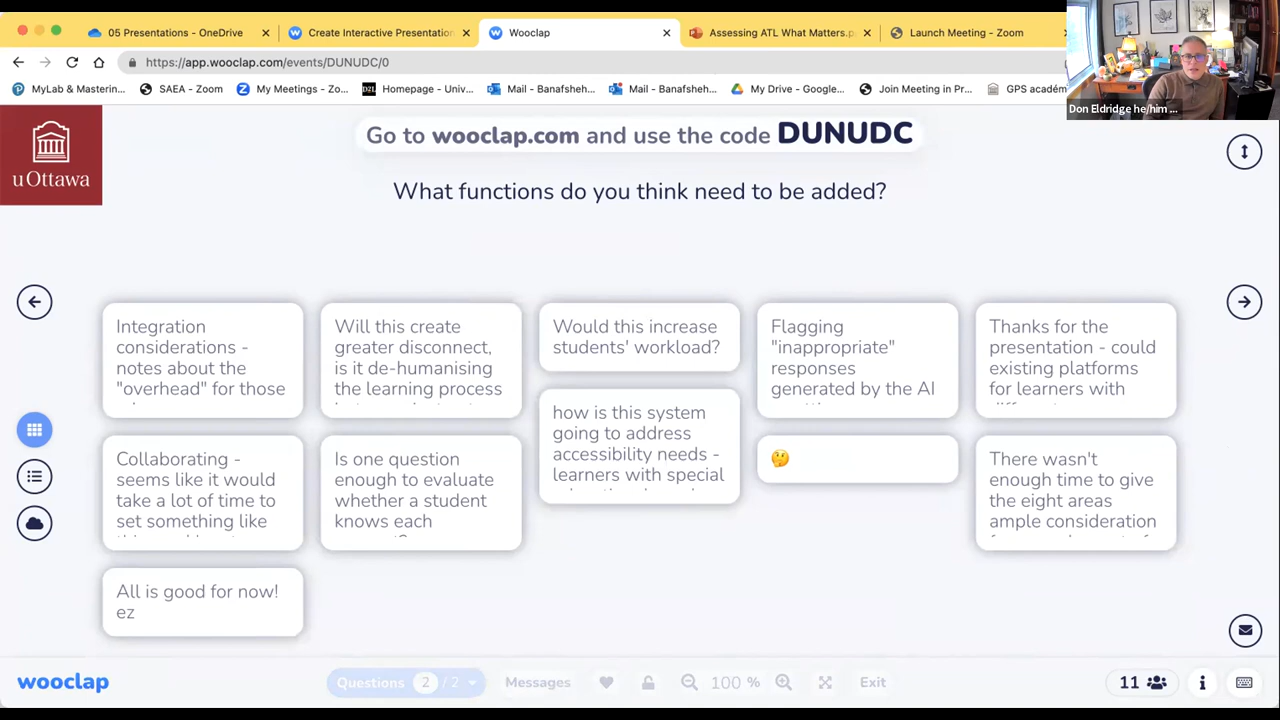 05 Presentations - OneDrive
Create Interactive Presentation
Wooclap
Assessing ATL What Matters.p
Launch Meeting - Zoom
https://app.wooclap.com/events/DUNUDC/0
MyLab & Masterin...
SAEA - Zoom
My Meetings - Zo...
D2L
Homepage - Univ...
Mail - Banafsheh...
Mail - Banafsheh...
My Drive - Google...
Join Meeting in Pr...
GPS académ
Don Eldridge he/him ...
uOttawa
Go to wooclap.com and use the code DUNUDC
What functions do you think need to be added?
Integration
considerations -
notes about the
"overhead" for those
Collaborating -
seems like it would
take a lot of time to
set something like
All is good for now!
ez
Will this create
greater disconnect,
is it de-humanising
the learning process
Is one question
enough to evaluate
whether a student
knows each
Would this increase
students' workload?
how is this system
going to address
accessibility needs -
learners with special
Flagging
"inappropriate"
responses
generated by the AI
Thanks for the
presentation - could
existing platforms
for learners with
There wasn't
enough time to give
the eight areas
ample consideration
wooclap
Questions 2 / 2
Messages
100 %
Exit
11